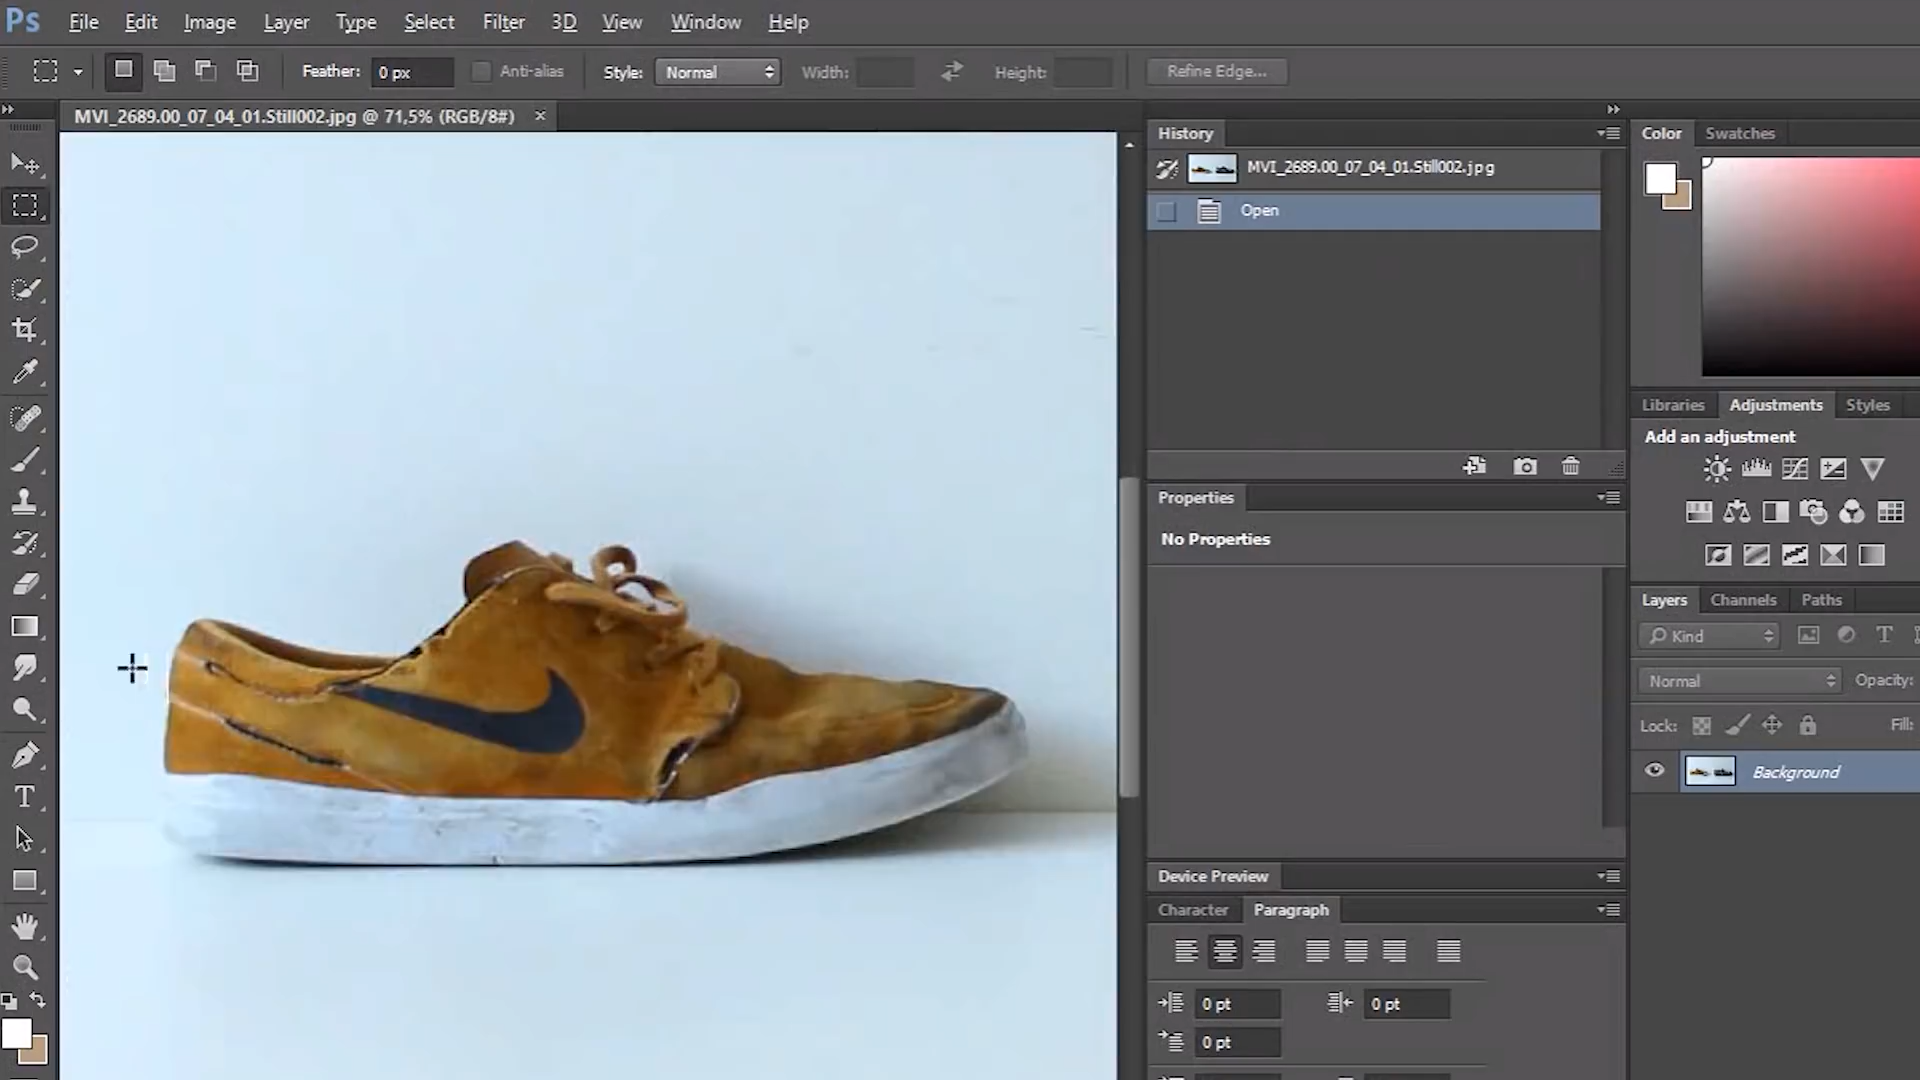 Ps File Edit Image Layer Type Select Filter 3D View Window Help
Feather: 0 px Anti-alias Style: Normal Width: Height: Refine Edge...
MVI_2689.00_07_04_01.Still002.jpg @ 71,5% (RGB/8#) ×
History
MVI_2689.00_07_04_01.Still002.jpg
Open
Properties
No Properties
Device Preview
Character Paragraph
0 pt 0 pt
0 pt
Color Swatches
Libraries Adjustments Styles
Add an adjustment
Layers Channels Paths
Kind
Normal Opacity:
Lock: Fill:
Background